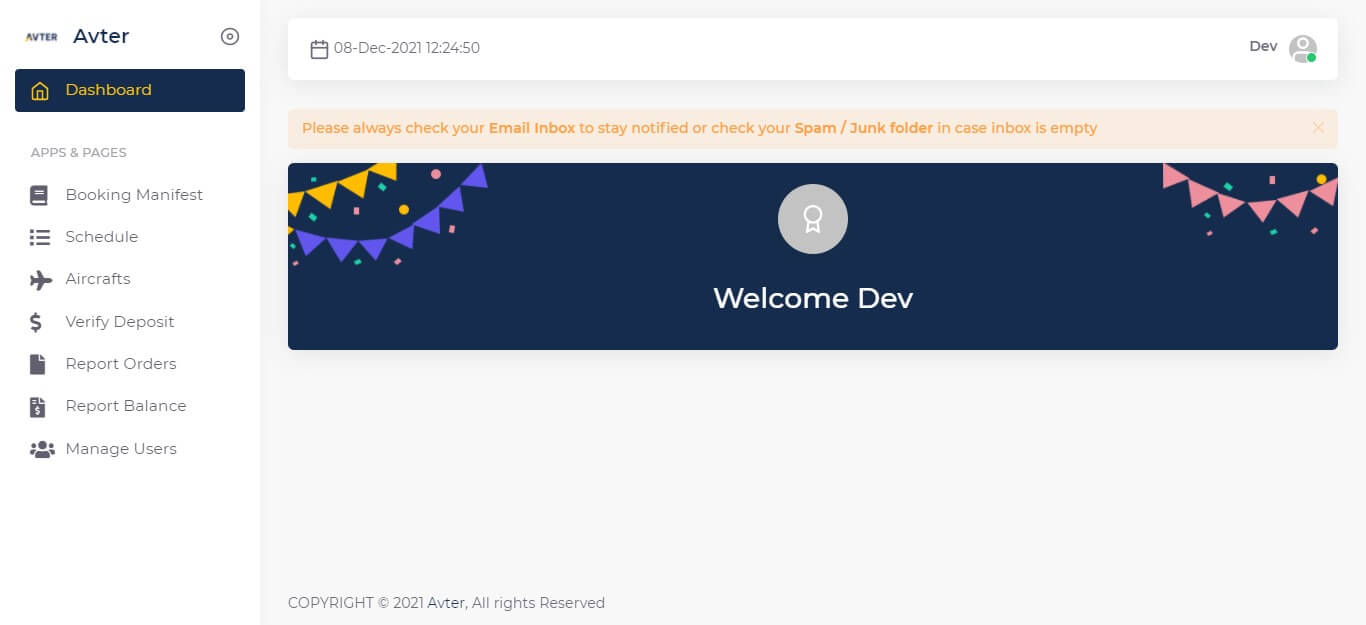 AVTER Avter
Dashboard
APPS & PAGES
Booking Manifest
Schedule
Aircrafts
Verify Deposit
Report Orders
Report Balance
Manage Users
08-Dec-2021 12:24:50
Dev
Please always check your Email Inbox to stay notified or check your Spam / Junk folder in case inbox is empty
Welcome Dev
COPYRIGHT © 2021 Avter, All rights Reserved